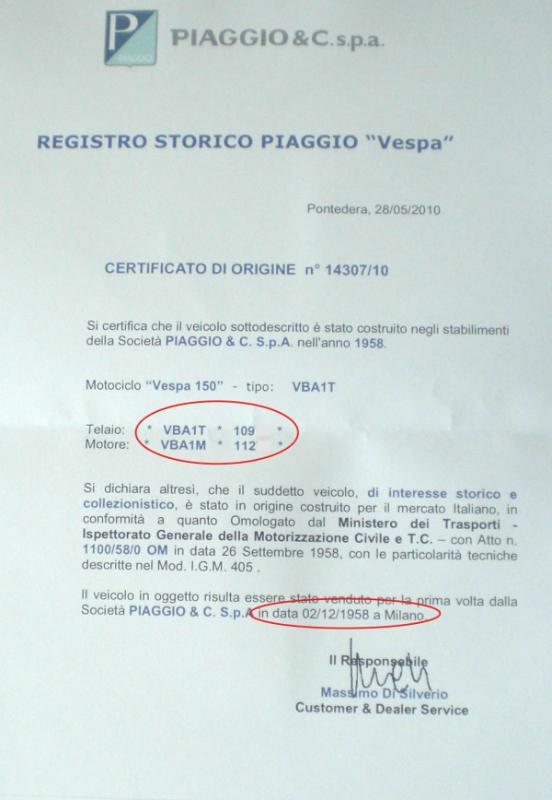 P
PIAGGIO
PIAGGIO & C. s.p.a.
REGISTRO STORICO PIAGGIO "Vespa"
Pontedera, 28/05/2010
CERTIFICATO DI ORIGINE n° 14307/10
Si certifica che il veicolo sottodescritto è stato costruito negli stabilimenti
della Società PIAGGIO & C. S.p.A. nell'anno 1958.
Motociclo "Vespa 150" - tipo: VBA1T
Telaio: * VBA1T * 109 *
Motore: * VBA1M * 112 *
Si dichiara altresì, che il suddetto veicolo, di interesse storico e
collezionistico, è stato in origine costruito per il mercato Italiano, in
conformità a quanto Omologato dal Ministero dei Trasporti -
Ispettorato Generale della Motorizzazione Civile e T.C. – con Atto n.
1100/58/0 OM in data 26 Settembre 1958, con le particolarità tecniche
descritte nel Mod. I.G.M. 405 .
Il veicolo in oggetto risulta essere stato venduto per la prima volta dalla
Società PIAGGIO & C. S.p.A in data 02/12/1958 a Milano.
Il Responsabile
Massimo Di Silverio
Customer & Dealer Service